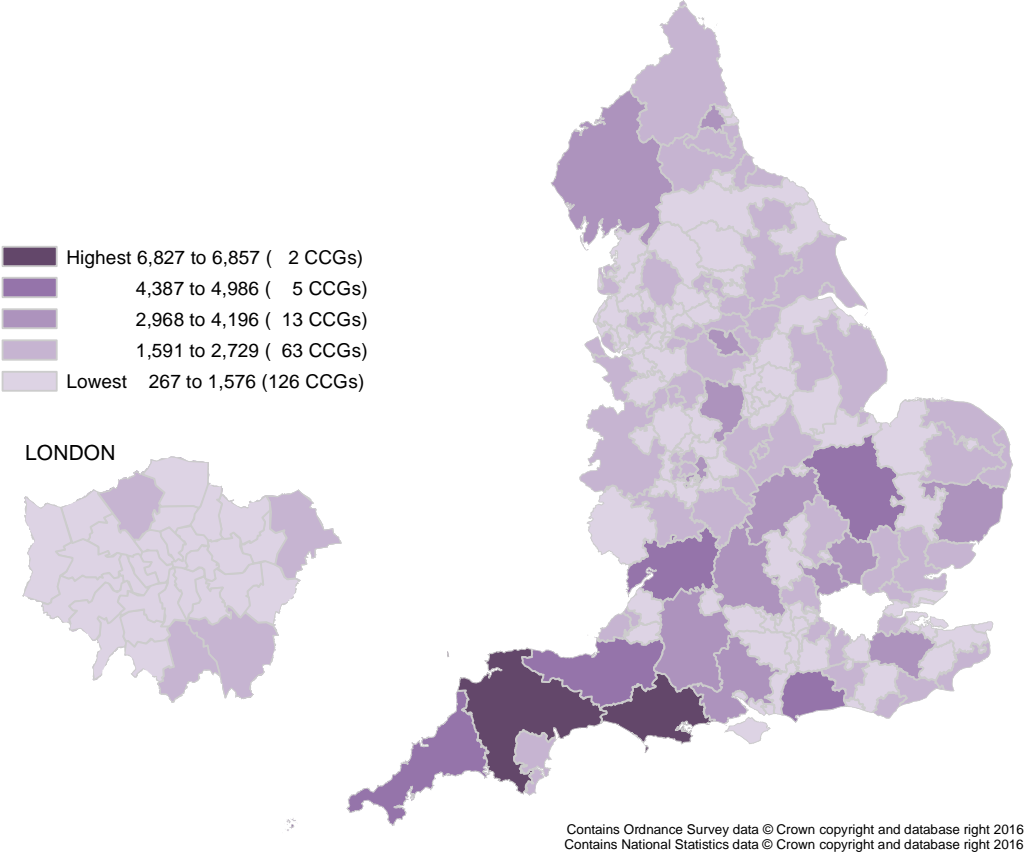 Highest 6,827 to 6,857 ( 2 CCGs)
4,387 to 4,986 ( 5 CCGs)
2,968 to 4,196 ( 13 CCGs)
1,591 to 2,729 ( 63 CCGs)
Lowest 267 to 1,576 (126 CCGs)
LONDON
Contains Ordnance Survey data © Crown copyright and database right 2016
Contains National Statistics data © Crown copyright and database right 2016